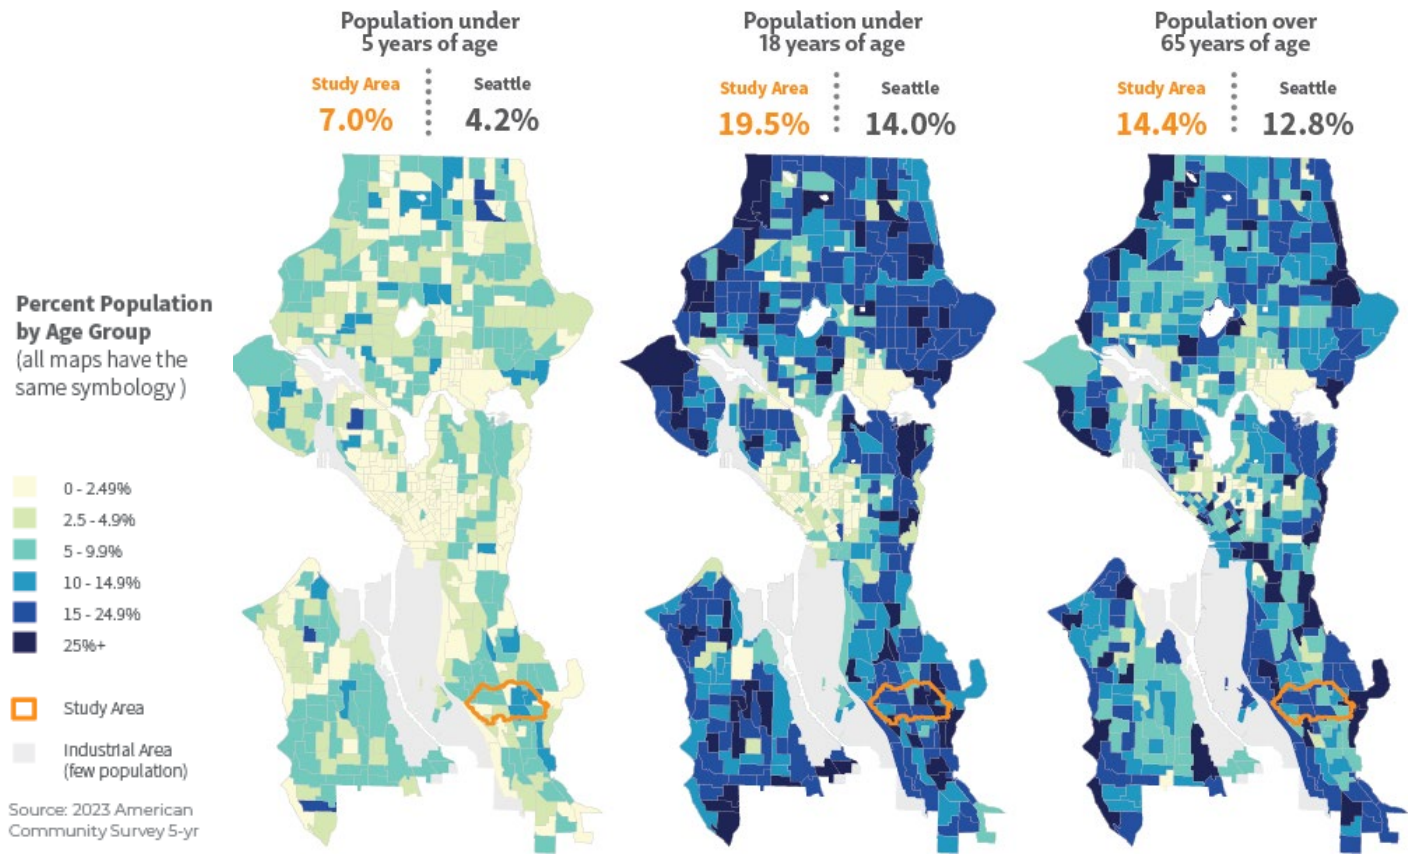 Population under
5 years of age
Study Area
Seattle
7.0%
4.2%
Population under
18 years of age
Study Area
Seattle
19.5%
14.0%
Population over
65 years of age
Study Area
Seattle
14.4%
12.8%
Percent Population
by Age Group
(all maps have the
same symbology )
0 - 2.49%
2.5 - 4.9%
5 - 9.9%
10 - 14.9%
15 - 24.9%
25%+
Study Area
Industrial Area
(few population)
Source: 2023 American
Community Survey 5-yr